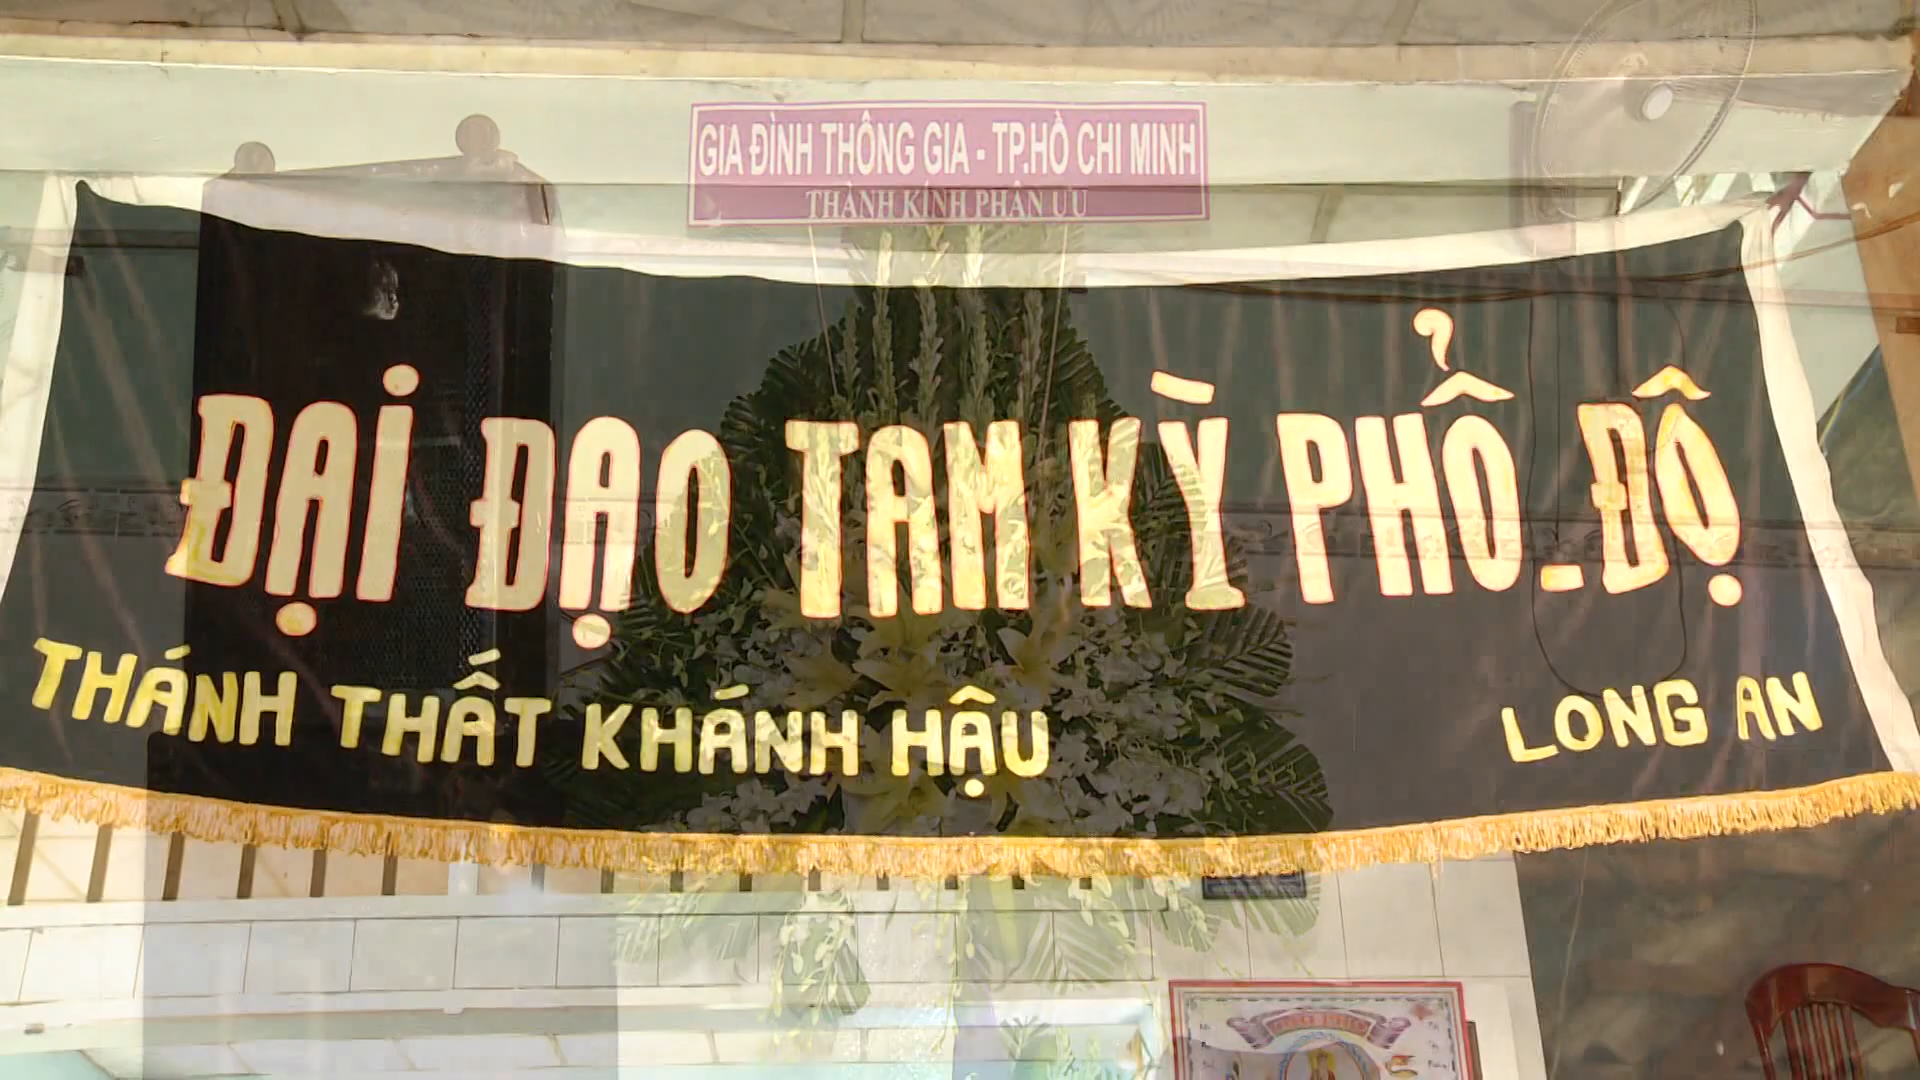 GIA ĐÌNH THÔNG GIA - TP.HỒ CHI MINH
THÀNH KÍNH PHÂN ƯU
ĐẠI ĐẠO TAM KỲ PHỔ_ĐỘ
THÁNH THẤT KHÁNH HẬU
LONG AN